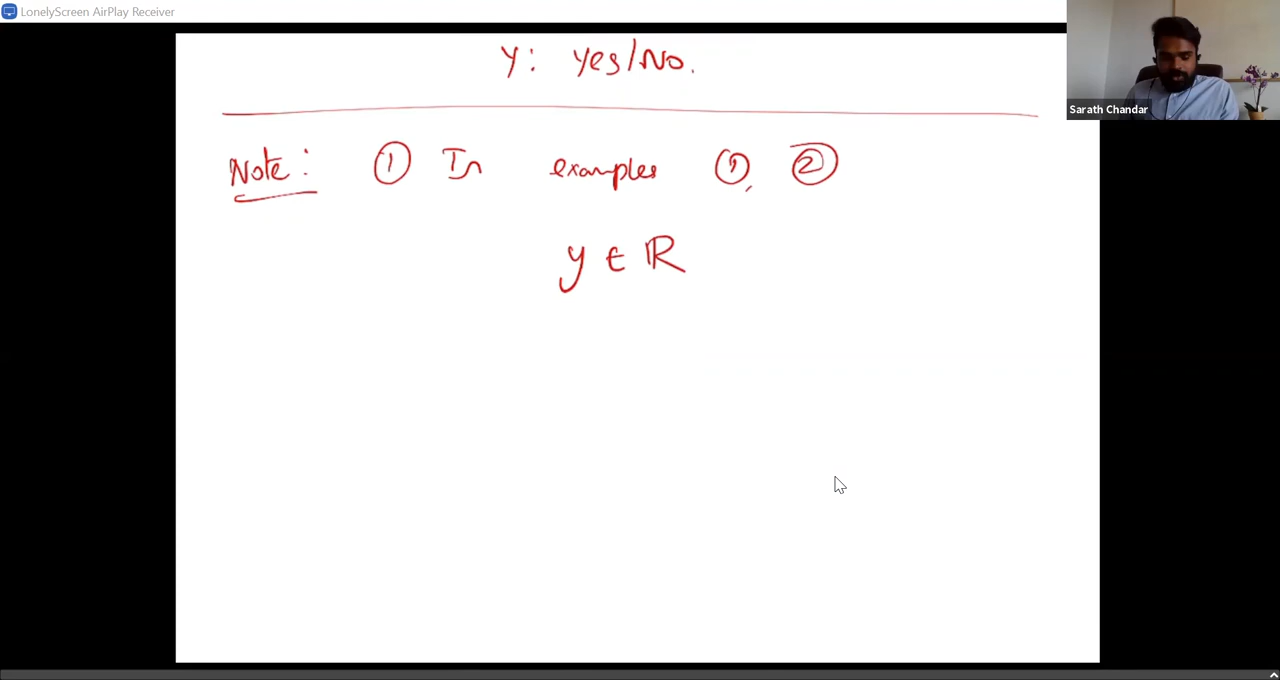 LonelyScreen AirPlay Receiver
Y: Yes/No.
Sarath Chandar
Note: ① In examples ①, ②
y ∈ ℝ